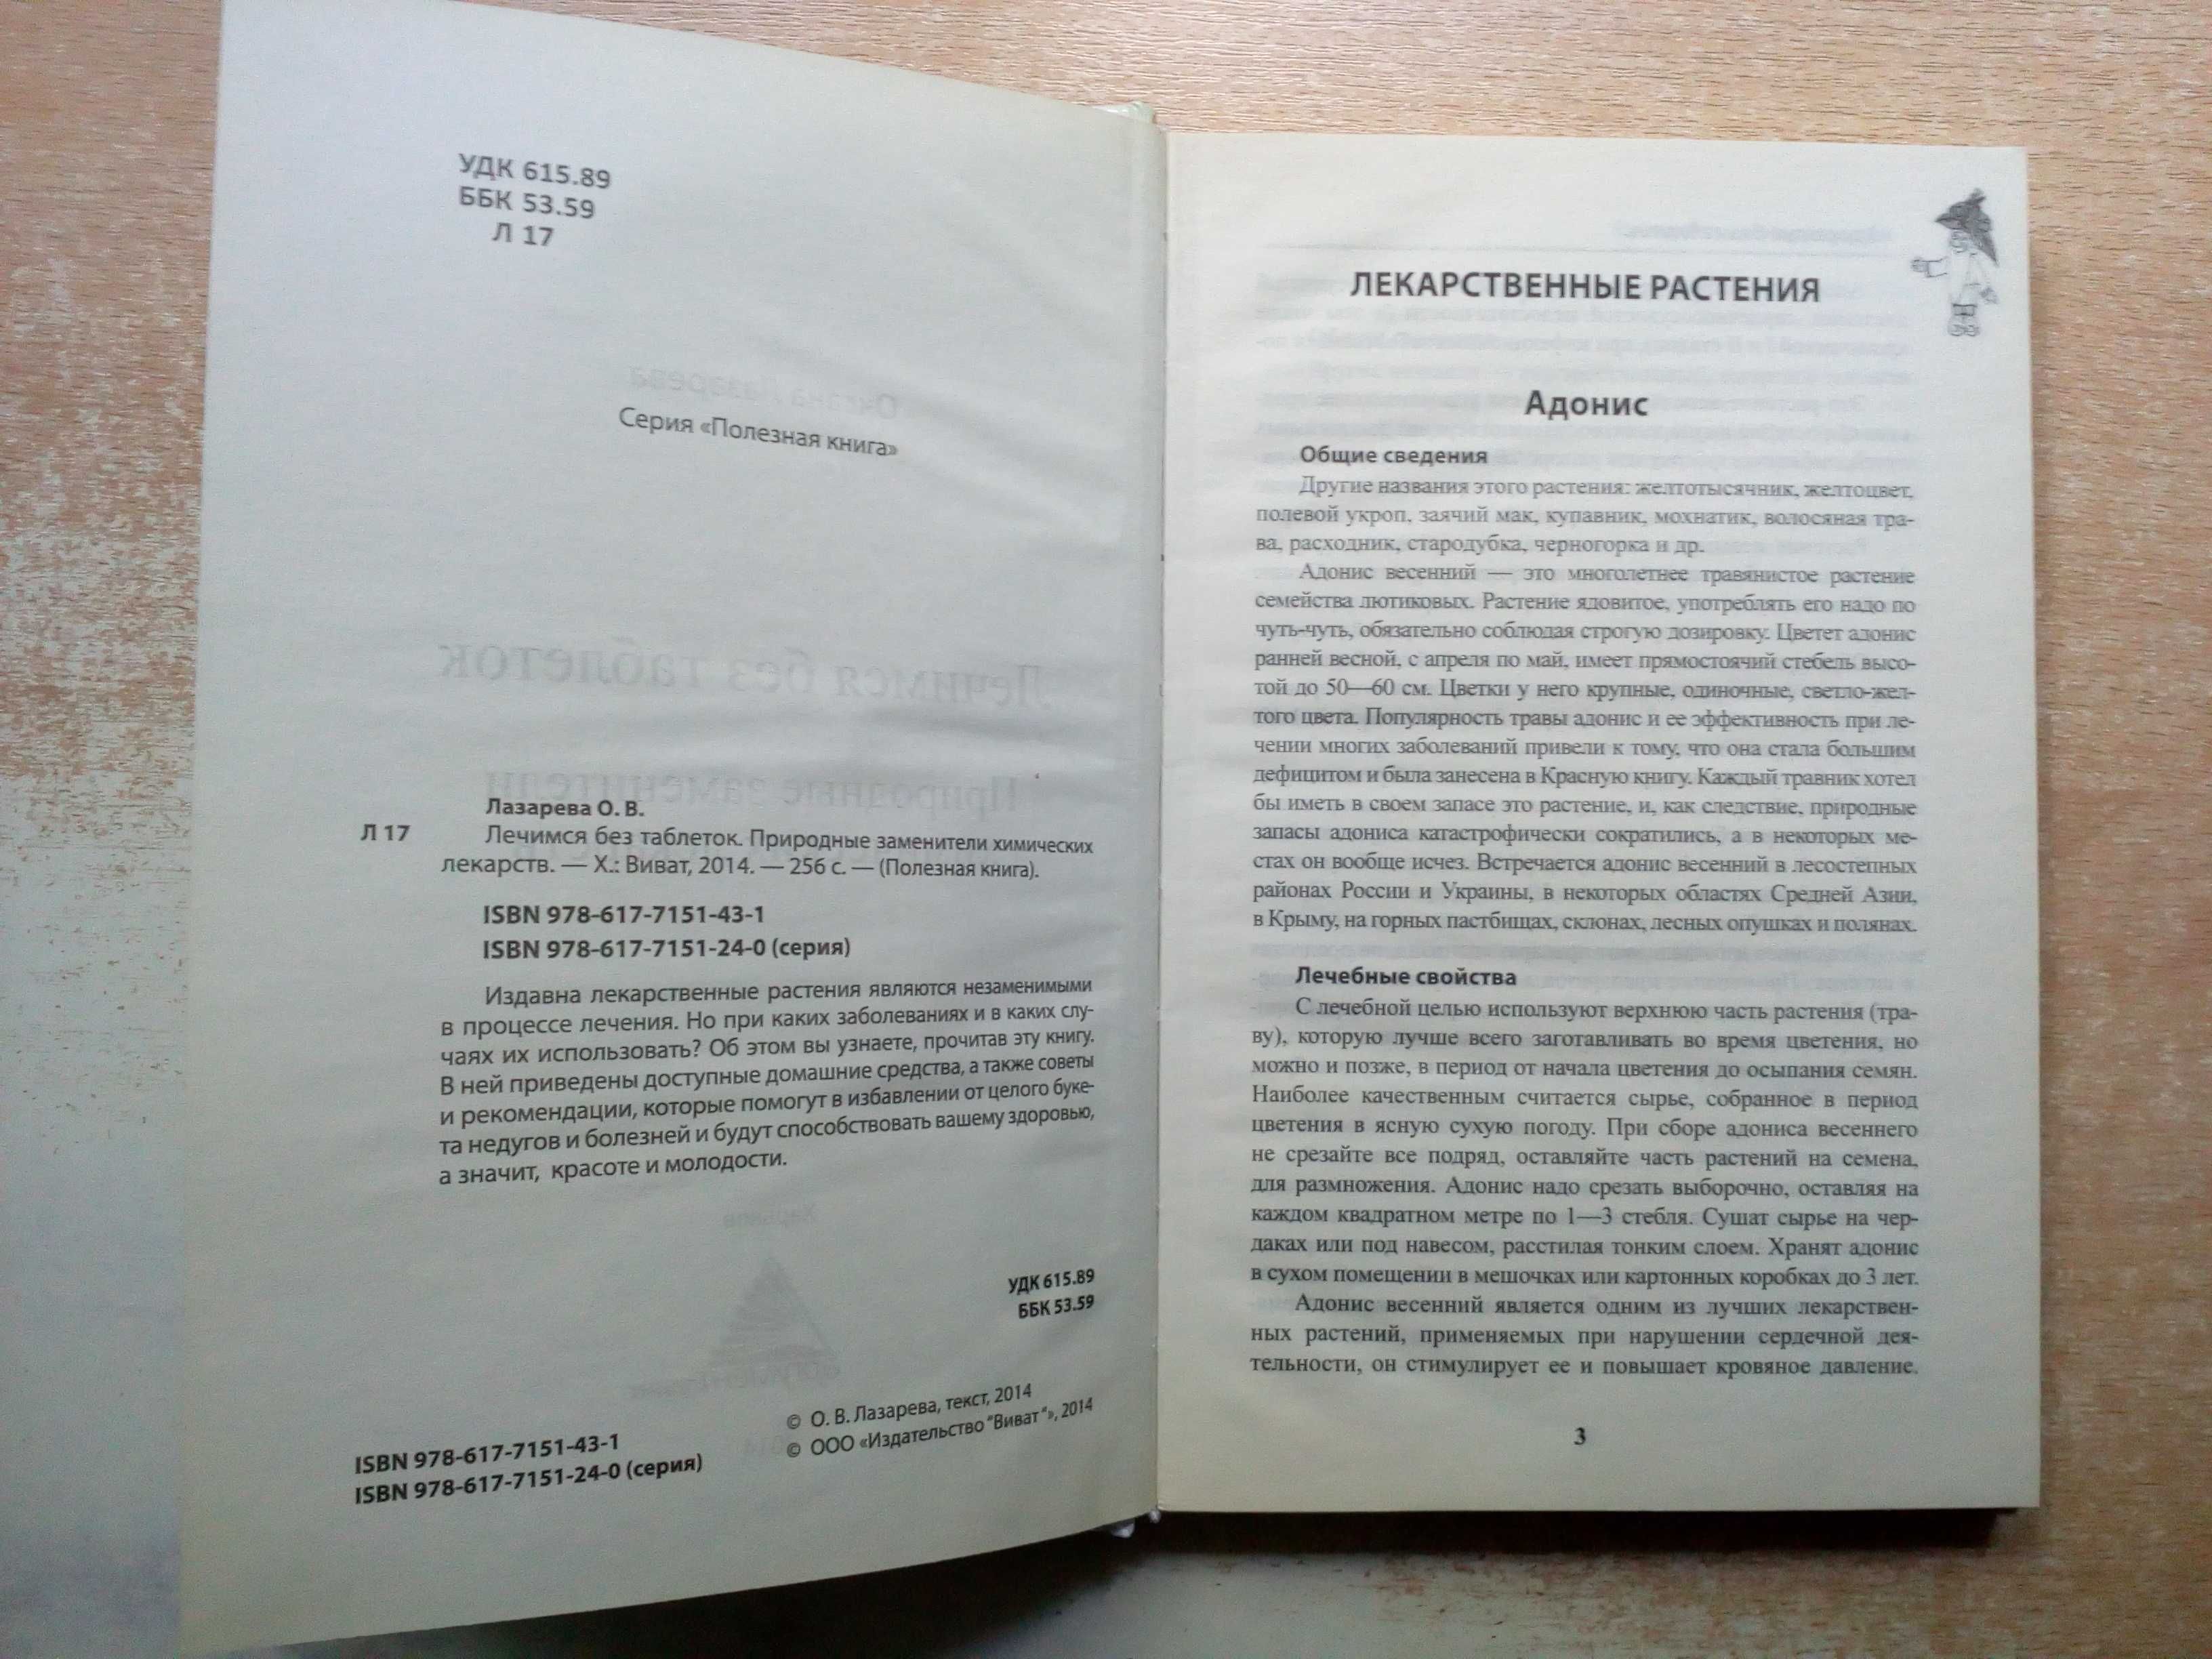 УДК 615.89
ББК 53.59
Л 17
Серия «Полезная книга»
Лазарева О. В.
Л 17 Лечимся без таблеток. Природные заменители химических
лекарств. — Х.: Виват, 2014. — 256 с. — (Полезная книга).
ISBN 978-617-7151-43-1
ISBN 978-617-7151-24-0 (серия)
Издавна лекарственные растения являются незаменимыми
в процессе лечения. Но при каких заболеваниях и в каких слу-
чаях их использовать? Об этом вы узнаете, прочитав эту книгу.
В ней приведены доступные домашние средства, а также советы
и рекомендации, которые помогут в избавлении от целого буке-
та недугов и болезней и будут способствовать вашему здоровью,
а значит, красоте и молодости.
УДК 615.89
ББК 53.59
© О. В. Лазарева, текст, 2014
© ООО «Издательство “Виват“», 2014
ISBN 978-617-7151-43-1
ISBN 978-617-7151-24-0 (серия)
ЛЕКАРСТВЕННЫЕ РАСТЕНИЯ
Адонис
Общие сведения
Другие названия этого растения: желтотысячник, желтоцвет,
полевой укроп, заячий мак, купавник, мохнатик, волосяная тра-
ва, расходник, стародубка, черногорка и др.
Адонис весенний — это многолетнее травянистое растение
семейства лютиковых. Растение ядовитое, употреблять его надо по
чуть-чуть, обязательно соблюдая строгую дозировку. Цветет адонис
ранней весной, с апреля по май, имеет прямостоячий стебель высо-
той до 50—60 см. Цветки у него крупные, одиночные, светло-жел-
того цвета. Популярность травы адонис и ее эффективность при ле-
чении многих заболеваний привели к тому, что она стала большим
дефицитом и была занесена в Красную книгу. Каждый травник хотел
бы иметь в своем запасе это растение, и, как следствие, природные
запасы адониса катастрофически сократились, а в некоторых ме-
стах он вообще исчез. Встречается адонис весенний в лесостепных
районах России и Украины, в некоторых областях Средней Азии,
в Крыму, на горных пастбищах, склонах, лесных опушках и полянах.
Лечебные свойства
С лечебной целью используют верхнюю часть растения (тра-
ву), которую лучше всего заготавливать во время цветения, но
можно и позже, в период от начала цветения до осыпания семян.
Наиболее качественным считается сырье, собранное в период
цветения в ясную сухую погоду. При сборе адониса весеннего
не срезайте все подряд, оставляйте часть растений на семена,
для размножения. Адонис надо срезать выборочно, оставляя на
каждом квадратном метре по 1—3 стебля. Сушат сырье на чер-
даках или под навесом, расстилая тонким слоем. Хранят адонис
в сухом помещении в мешочках или картонных коробках до 3 лет.
Адонис весенний является одним из лучших лекарствен-
ных растений, применяемых при нарушении сердечной дея-
тельности, он стимулирует ее и повышает кровяное давление.
3